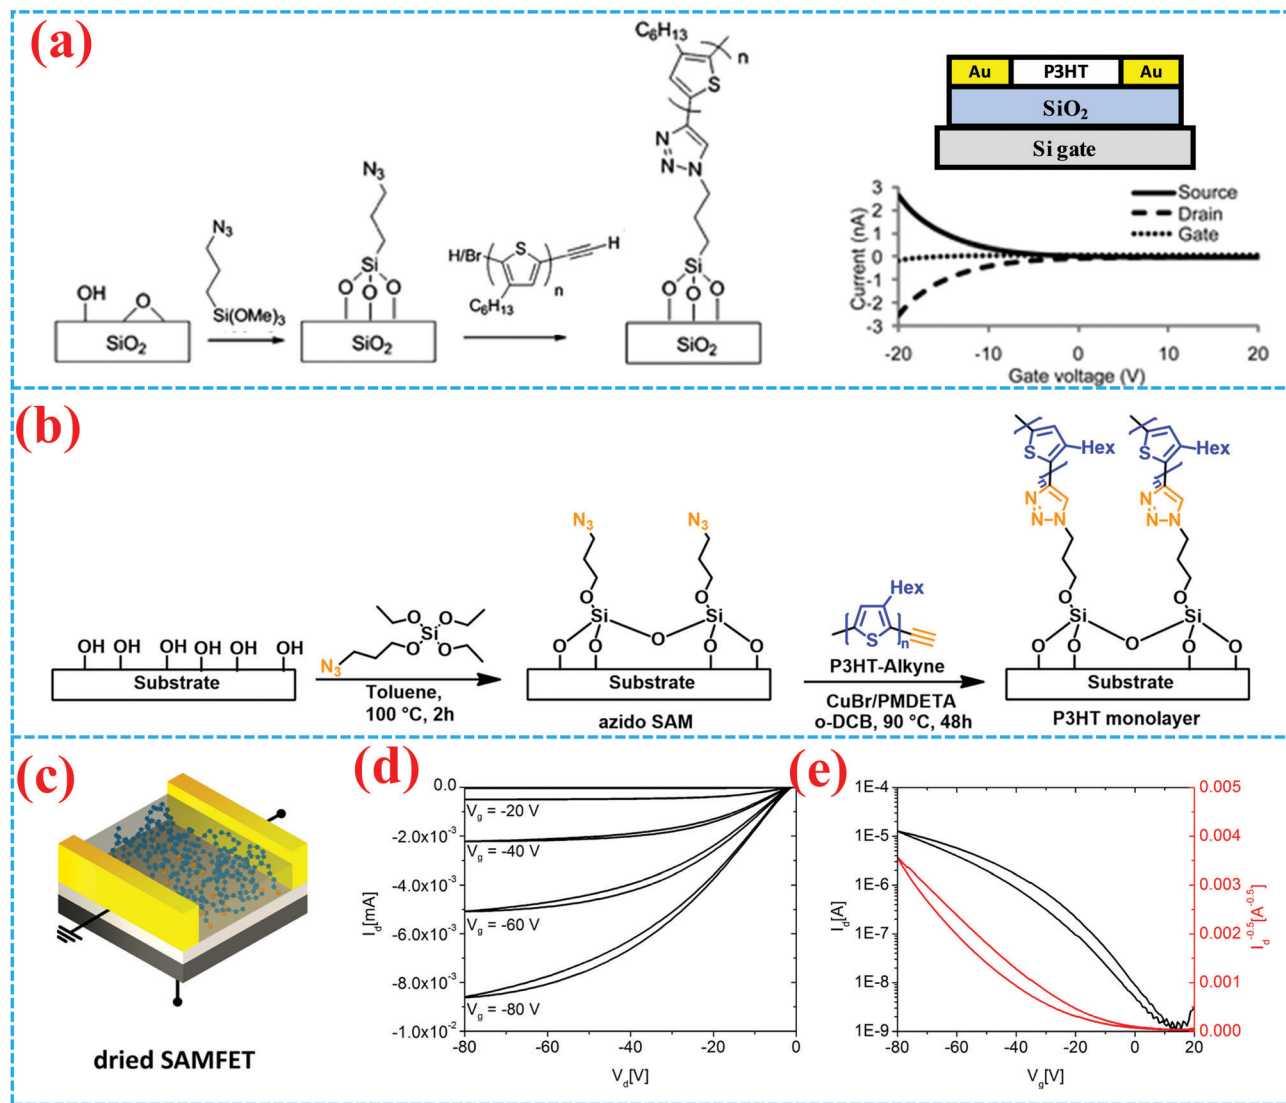 (a)
OH
O
SiO2
N3
Si(OMe)3
N3
Si
O O O
SiO2
H/Br
S
n
H
C6H13
C6H13
S
n
N
N
N
Si
O O O
SiO2
Au P3HT Au
SiO2
Si gate
3
2
1
0
-1
-2
-3
Current (nA)
Source
Drain
Gate
-20 -10 0 10 20
Gate voltage (V)
(b)
OH OH OH OH OH OH
Substrate
O O
Si
O O
N3
Toluene,
100 °C, 2h
N3 N3
O O
Si Si
O O O O O
Substrate
azido SAM
Hex
S
n
P3HT-Alkyne
CuBr/PMDETA
o-DCB, 90 °C, 48h
S Hex S Hex
N N
N-N N-N
O O
Si Si
O O O O O
Substrate
P3HT monolayer
(c)
dried SAMFET
(d)
0.0
-2.0x10-3
-4.0x10-3
-6.0x10-3
-8.0x10-3
-1.0x10-2
Id[mA]
Vg = -20 V
Vg = -40 V
Vg = -60 V
Vg = -80 V
-80 -60 -40 -20 0
Vd[V]
(e)
1E-4
1E-5
1E-6
1E-7
1E-8
1E-9
Id[A]
0.005
0.004
0.003
0.002
0.001
0.000
Id-0.5[A-0.5]
-80 -60 -40 -20 0 20
Vg[V]